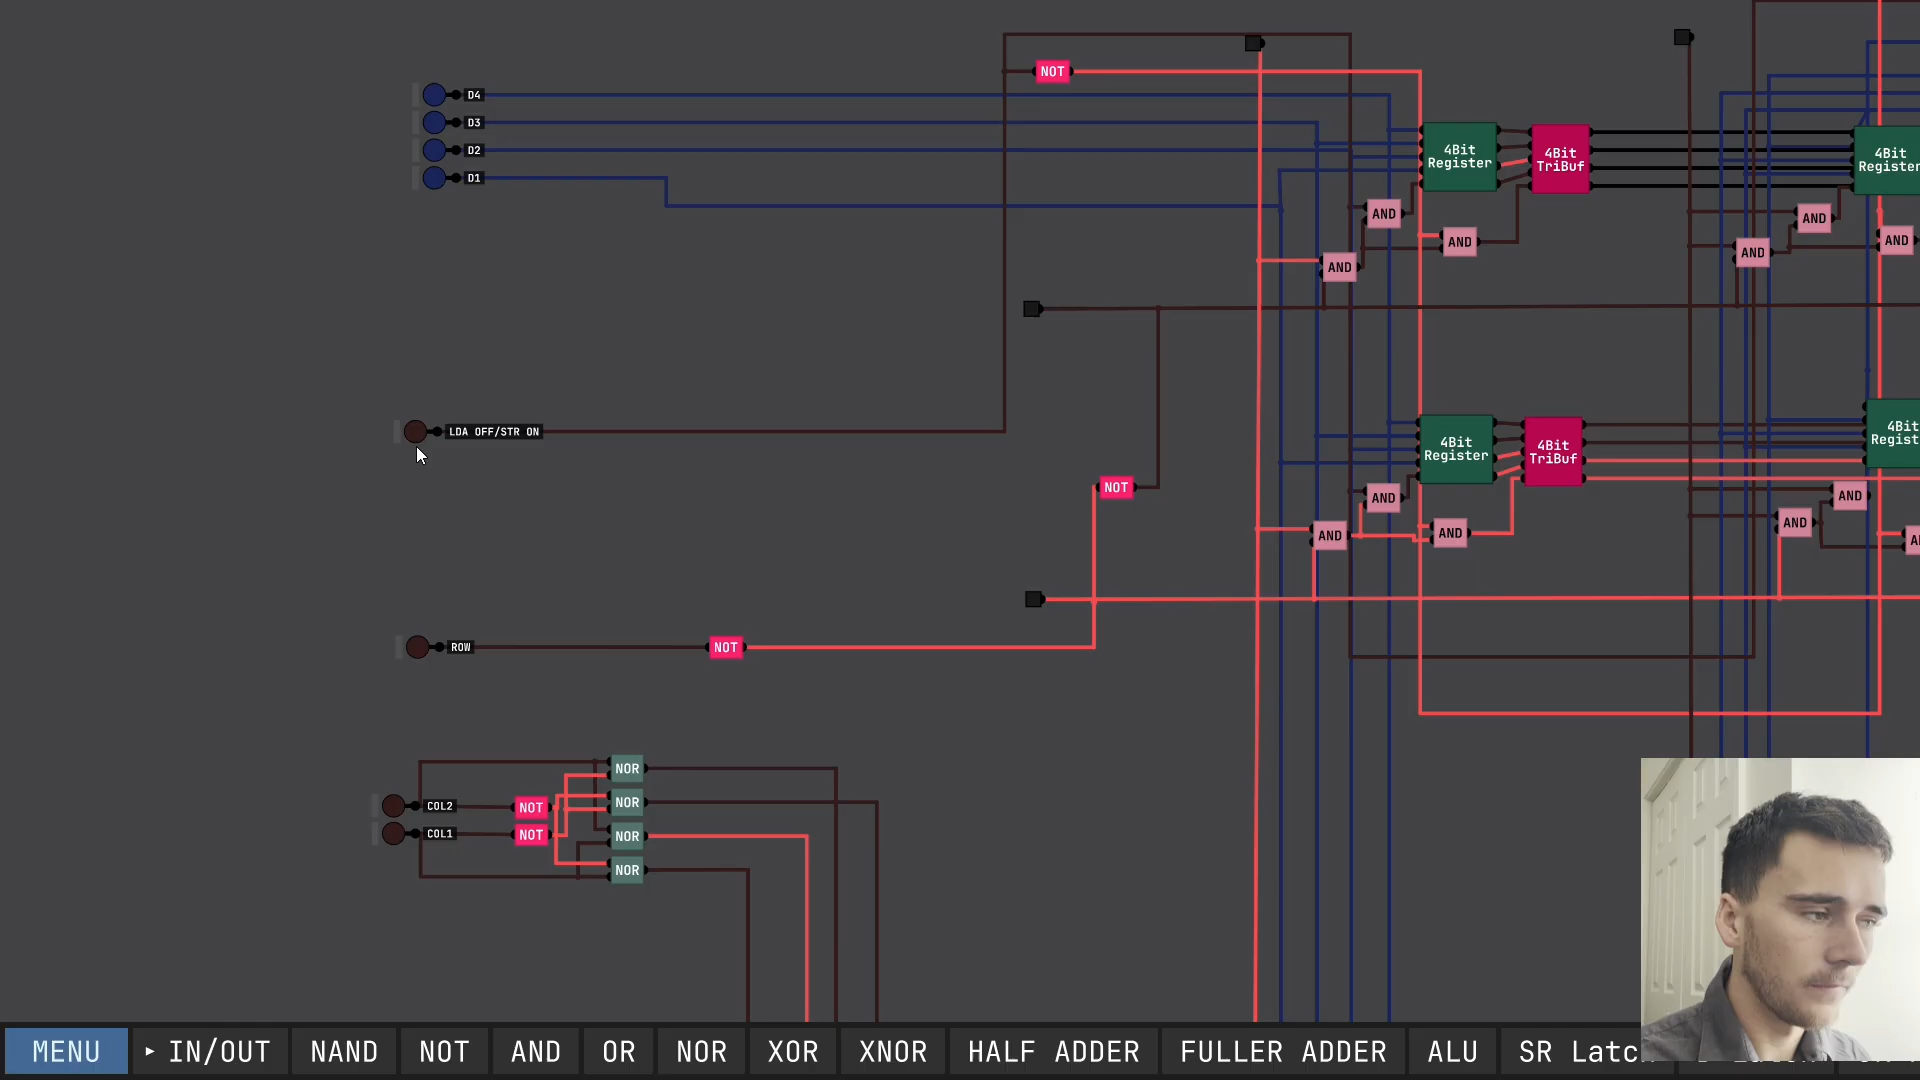 NOT
D4
D3
D2
D1
4Bit Register
4Bit TriBuf
4Bit Register
AND
AND
AND
AND
AND
AND
LDA OFF/STR ON
4Bit Register
4Bit TriBuf
4Bit
NOT
AND
AND
AND
AND
AND
ROW
NOT
NOR
COL2
NOT
NOR
COL1
NOT
NOR
NOR
MENU
IN/OUT
NAND
NOT
AND
OR
NOR
XOR
XNOR
HALF ADDER
FULLER ADDER
ALU
SR Latch